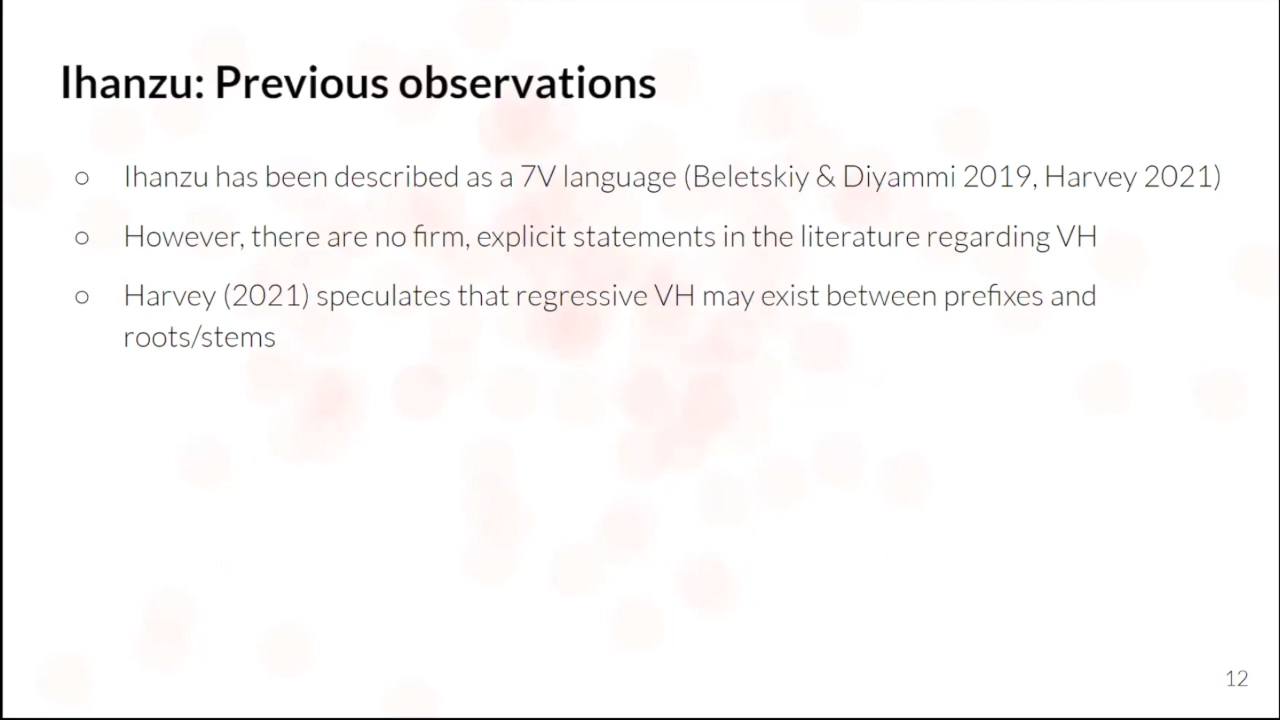 Ihanzu: Previous observations
○ Ihanzu has been described as a 7V language (Beletskiy & Diyammi 2019, Harvey 2021)
○ However, there are no firm, explicit statements in the literature regarding VH
○ Harvey (2021) speculates that regressive VH may exist between prefixes and
roots/stems
12